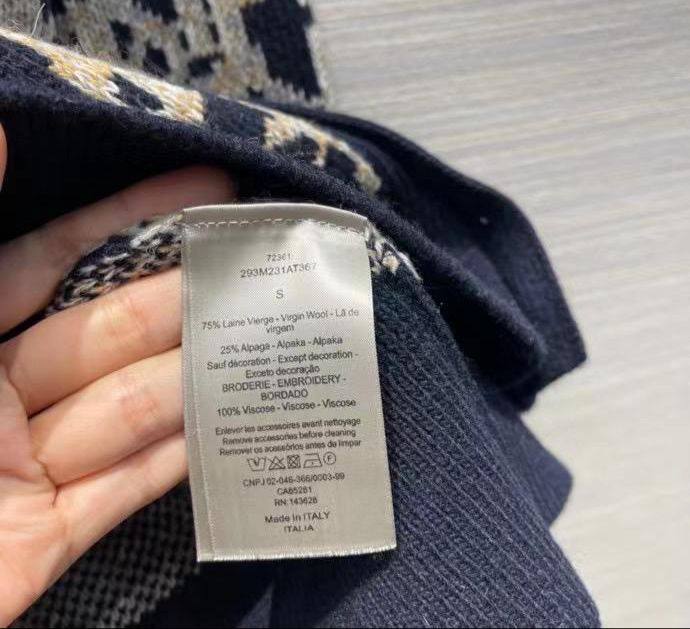 72361
293M231AT367
S
75% Laine Vierge - Virgin Wool - Lã de
virgem
25% Alpaga - Alpaka - Alpaka
Sauf décoration - Except decoration -
Exceto decoração
BRODERIE - EMBROIDERY -
BORDADO
100% Viscose - Viscose - Viscose
Enlever les accessoires avant nettoyage
Remove accessories before cleaning
Remover os acessórios antes de limpar
F
CNPJ 02-046-366/0003-99
CA65281
RN:143628
Made in ITALY
ITALIA